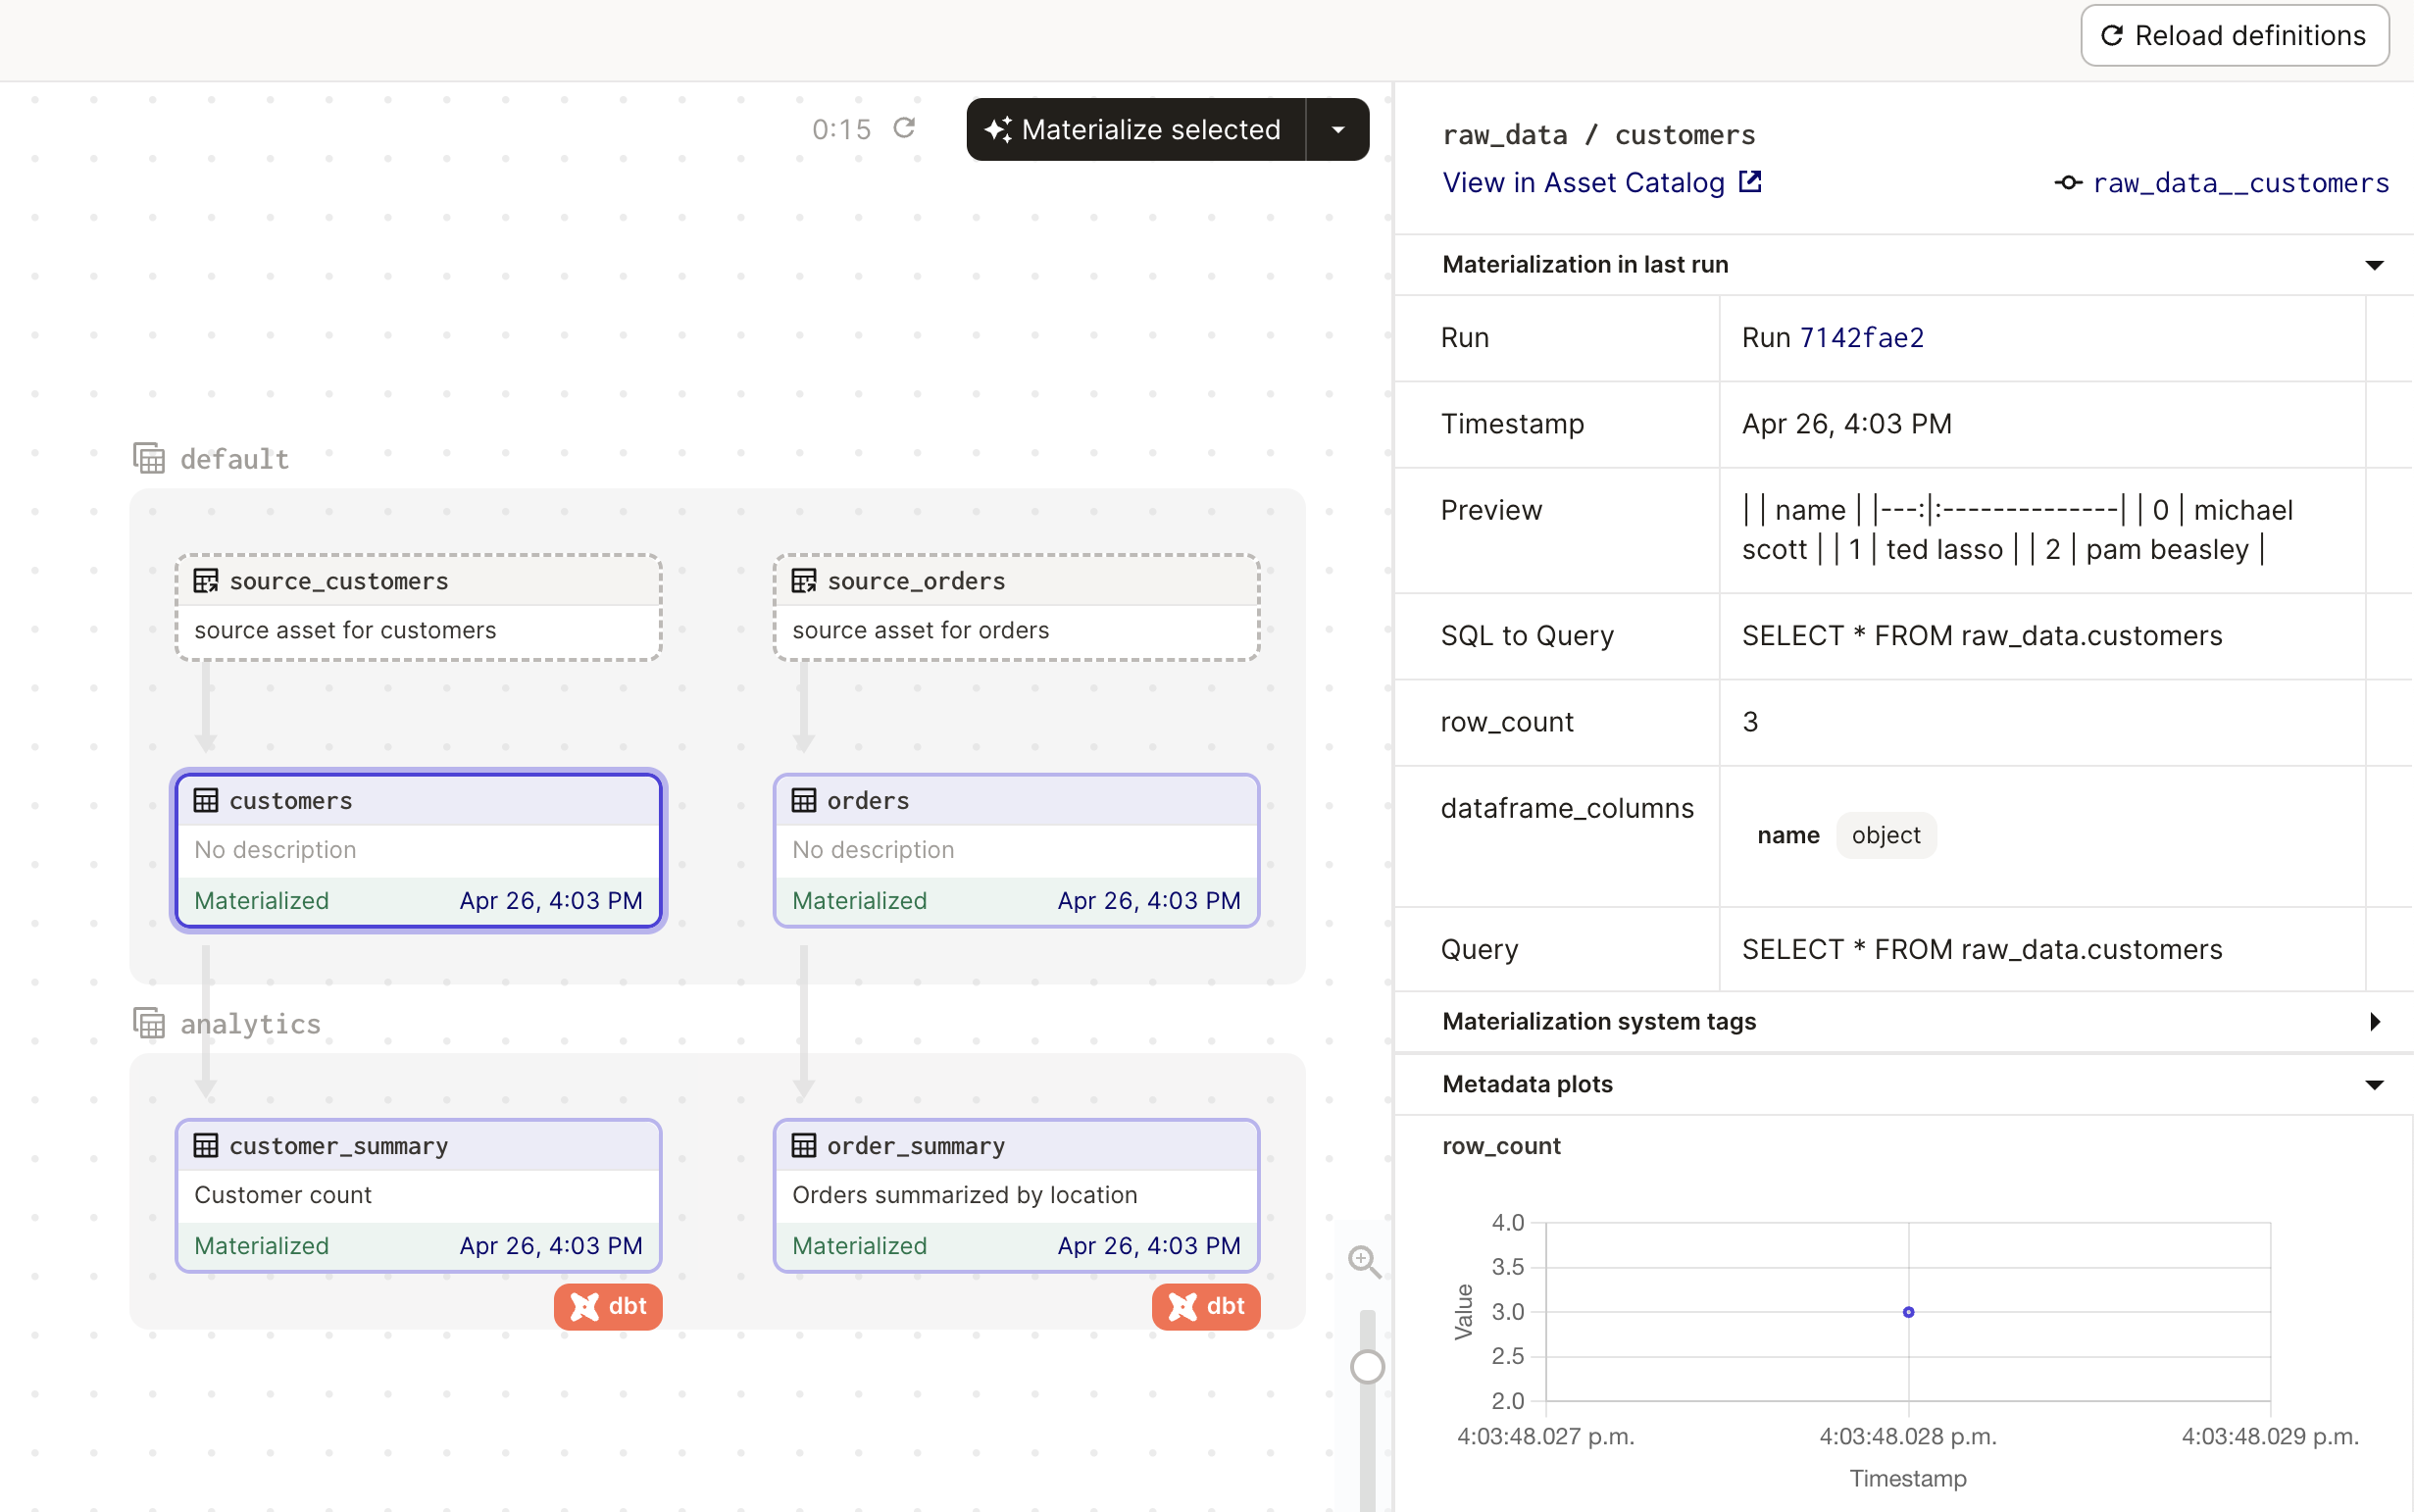 Reload definitions
0:15
Materialize selected
default
source_customers
source asset for customers
source_orders
source asset for orders
customers
No description
Materialized Apr 26, 4:03 PM
orders
No description
Materialized Apr 26, 4:03 PM
analytics
customer_summary
Customer count
Materialized Apr 26, 4:03 PM
dbt
order_summary
Orders summarized by location
Materialized Apr 26, 4:03 PM
dbt
raw_data / customers
View in Asset Catalog
raw_data__customers
Materialization in last run
Run Run 7142fae2
Timestamp Apr 26, 4:03 PM
Preview | | name | |---:|:--------------| | 0 | michael
scott | | 1 | ted lasso | | 2 | pam beasley |
SQL to Query SELECT * FROM raw_data.customers
row_count 3
dataframe_columns
name object
Query SELECT * FROM raw_data.customers
Materialization system tags
Metadata plots
row_count
Value
4.0
3.5
3.0
2.5
2.0
4:03:48.027 p.m. 4:03:48.028 p.m. 4:03:48.029 p.m.
Timestamp